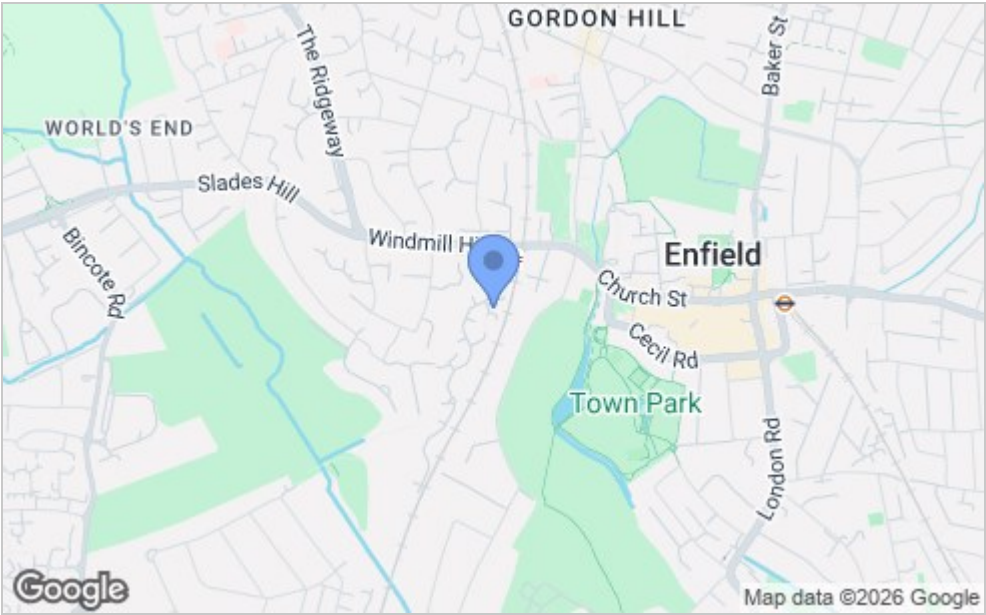 GORDON HILL
Baker St
The Ridgeway
WORLD'S END
Slades Hill
Windmill
Enfield
Bincote Rd
Church St
Cecil Rd
Town Park
London Rd
Google
Map data ©2026 Google